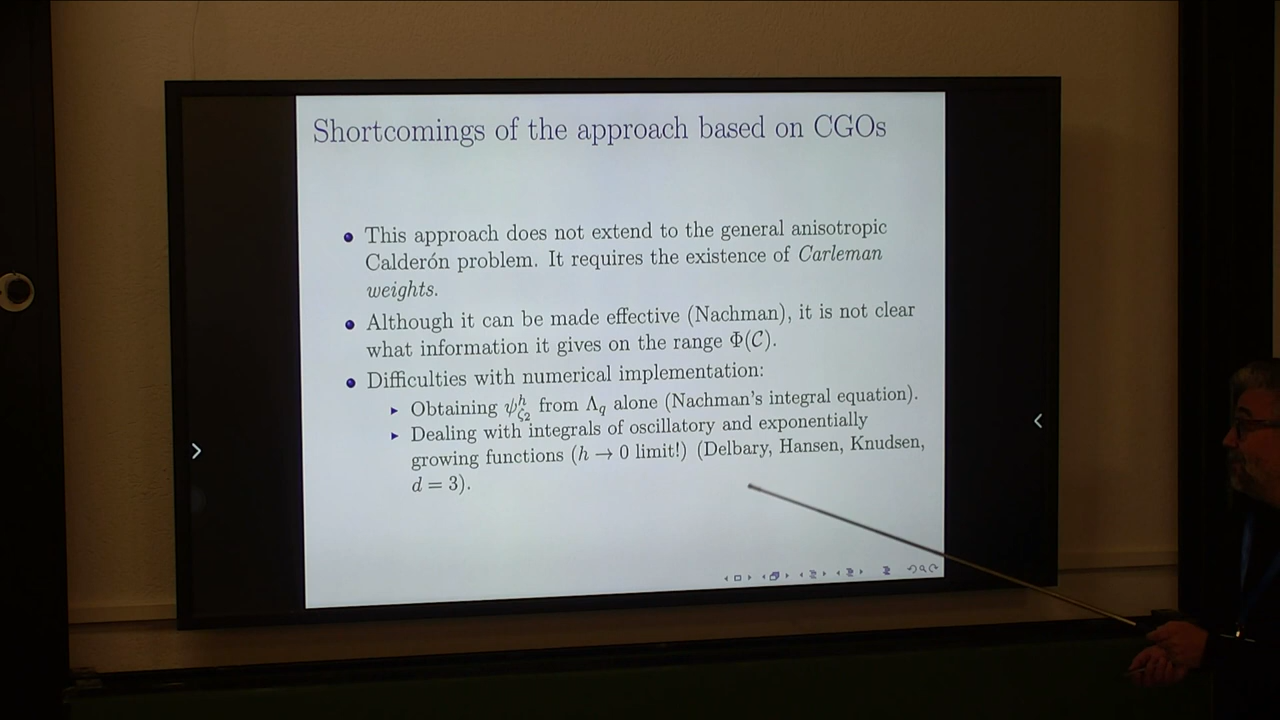 Shortcomings of the approach based on CGOs
• This approach does not extend to the general anisotropic
Calderón problem. It requires the existence of Carleman
weights.
• Although it can be made effective (Nachman), it is not clear
what information it gives on the range Φ(𝒞).
• Difficulties with numerical implementation:
▸ Obtaining ψ^h_{ζ_2} from Λ_q alone (Nachman's integral equation).
▸ Dealing with integrals of oscillatory and exponentially
growing functions (h → 0 limit!) (Delbary, Hansen, Knudsen,
d = 3).